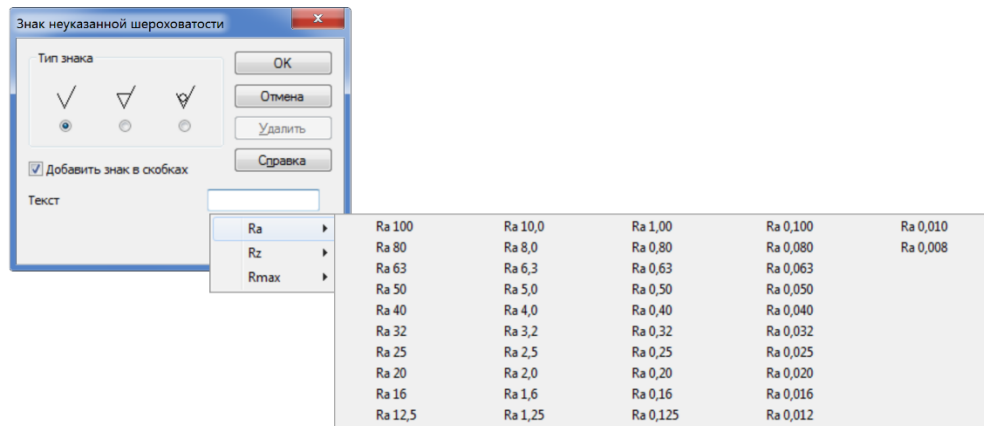 Знак неуказанной шероховатости
Тип знака
OK
Отмена
Удалить
Справка
Добавить знак в скобках
Текст
Ra
Rz
Rmax
Ra 100 Ra 10,0 Ra 1,00 Ra 0,100 Ra 0,010
Ra 80 Ra 8,0 Ra 0,80 Ra 0,080 Ra 0,008
Ra 63 Ra 6,3 Ra 0,63 Ra 0,063
Ra 50 Ra 5,0 Ra 0,50 Ra 0,050
Ra 40 Ra 4,0 Ra 0,40 Ra 0,040
Ra 32 Ra 3,2 Ra 0,32 Ra 0,032
Ra 25 Ra 2,5 Ra 0,25 Ra 0,025
Ra 20 Ra 2,0 Ra 0,20 Ra 0,020
Ra 16 Ra 1,6 Ra 0,16 Ra 0,016
Ra 12,5 Ra 1,25 Ra 0,125 Ra 0,012